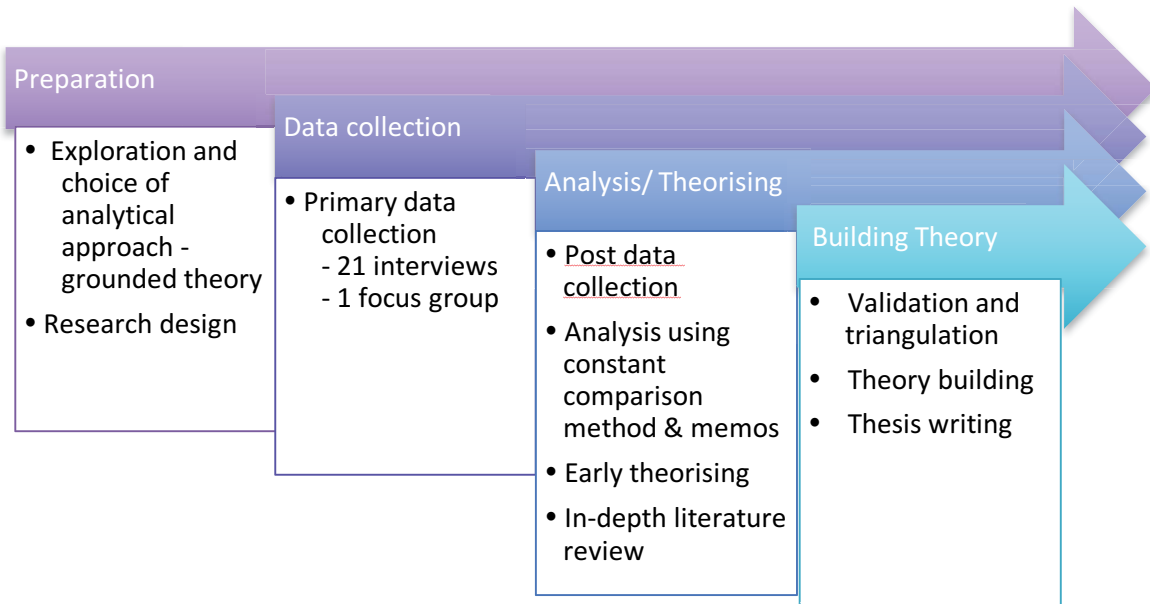 Preparation
• Exploration and
choice of
analytical
approach -
grounded theory
• Research design
Data collection
• Primary data
collection
- 21 interviews
- 1 focus group
Analysis/ Theorising
• Post data
collection
• Analysis using
constant
comparison
method & memos
• Early theorising
• In-depth literature
review
Building Theory
• Validation and
triangulation
• Theory building
• Thesis writing